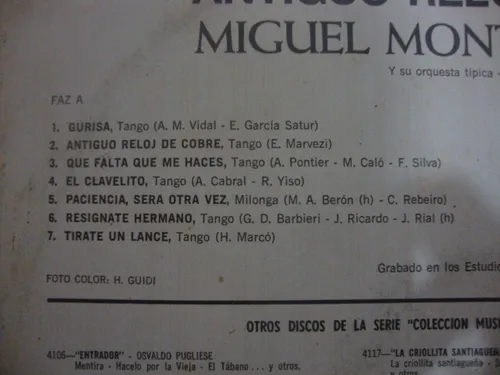 MIGUEL MON
Y su orquesta típica -
FAZ A
1. GURISA, Tango (A. M. Vidal - E. García Satur)
2. ANTIGUO RELOJ DE COBRE, Tango (E. Marvezi)
3. QUE FALTA QUE ME HACES, Tango (A. Pontier - M. Caló - F. Silva)
4. EL CLAVELITO, Tango (A. Cabral - R. Yiso)
5. PACIENCIA, SERA OTRA VEZ, Milonga (M. A. Berón (h) - C. Rebeiro)
6. RESIGNATE HERMANO, Tango (G. D. Barbieri - J. Ricardo - J. Rial (h)
7. TIRATE UN LANCE, Tango (H. Marcó)
Grabado en los Estudio
FOTO COLOR: H. GUIDI
OTROS DISCOS DE LA SERIE "COLECCION MUS
4106—"ENTRADOR" - OSVALDO PUGLIESE
Mentira - Hacelo por la Vieja - El Tábano . . . y otros.
4117—"LA CRIOLLITA SANTIAGUE
La criollita santiagueña - S
y otros.